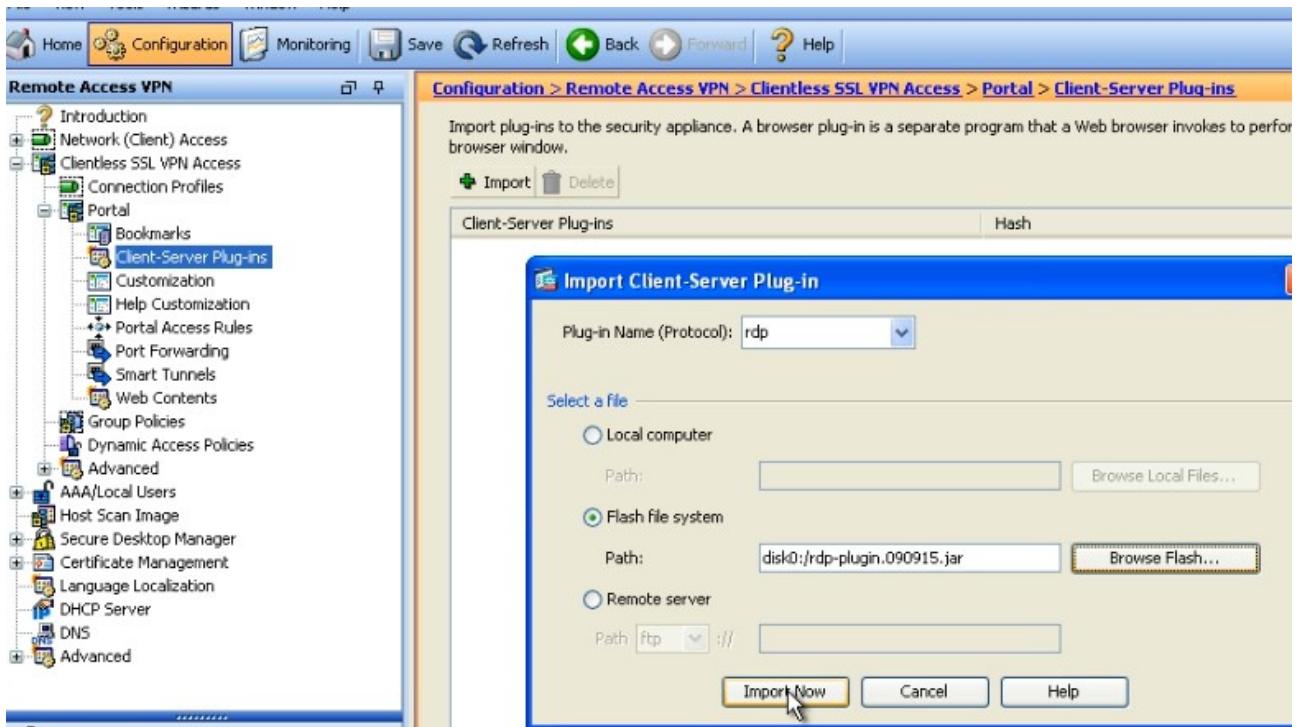 Home Configuration Monitoring Save Refresh Back Forward Help
Remote Access VPN
Introduction
Network (Client) Access
Clientless SSL VPN Access
Connection Profiles
Portal
Bookmarks
Client-Server Plug-ins
Customization
Help Customization
Portal Access Rules
Port Forwarding
Smart Tunnels
Web Contents
Group Policies
Dynamic Access Policies
Advanced
AAA/Local Users
Host Scan Image
Secure Desktop Manager
Certificate Management
Language Localization
DHCP Server
DNS
Advanced
Configuration > Remote Access VPN > Clientless SSL VPN Access > Portal > Client-Server Plug-ins
Import plug-ins to the security appliance. A browser plug-in is a separate program that a Web browser invokes to perfor
browser window.
Import Delete
Client-Server Plug-ins Hash
Import Client-Server Plug-in
Plug-in Name (Protocol): rdp
Select a file
Local computer
Path: Browse Local Files...
Flash file system
Path: disk0:/rdp-plugin.090915.jar Browse Flash...
Remote server
Path ftp ://
Import Now Cancel Help